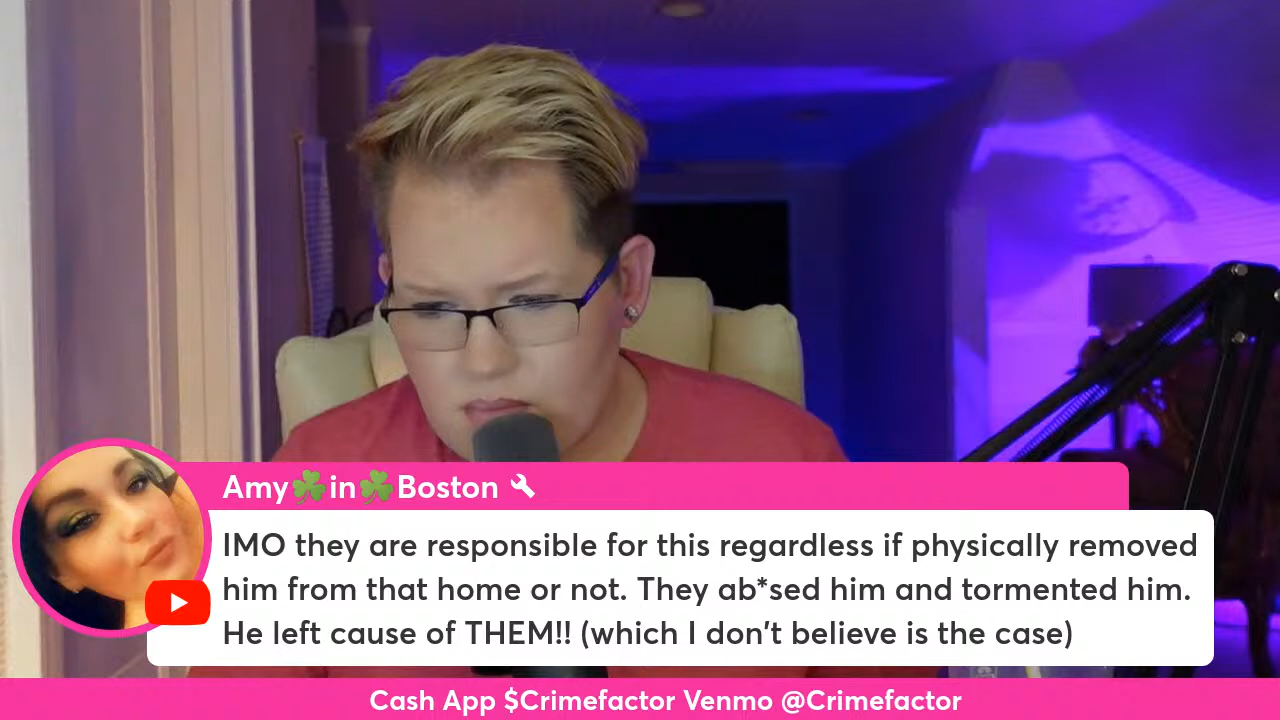 Amy☘️in☘️Boston
IMO they are responsible for this regardless if physically removed
him from that home or not. They ab*sed him and tormented him.
He left cause of THEM!! (which I don't believe is the case)
Cash App $Crimefactor Venmo @Crimefactor